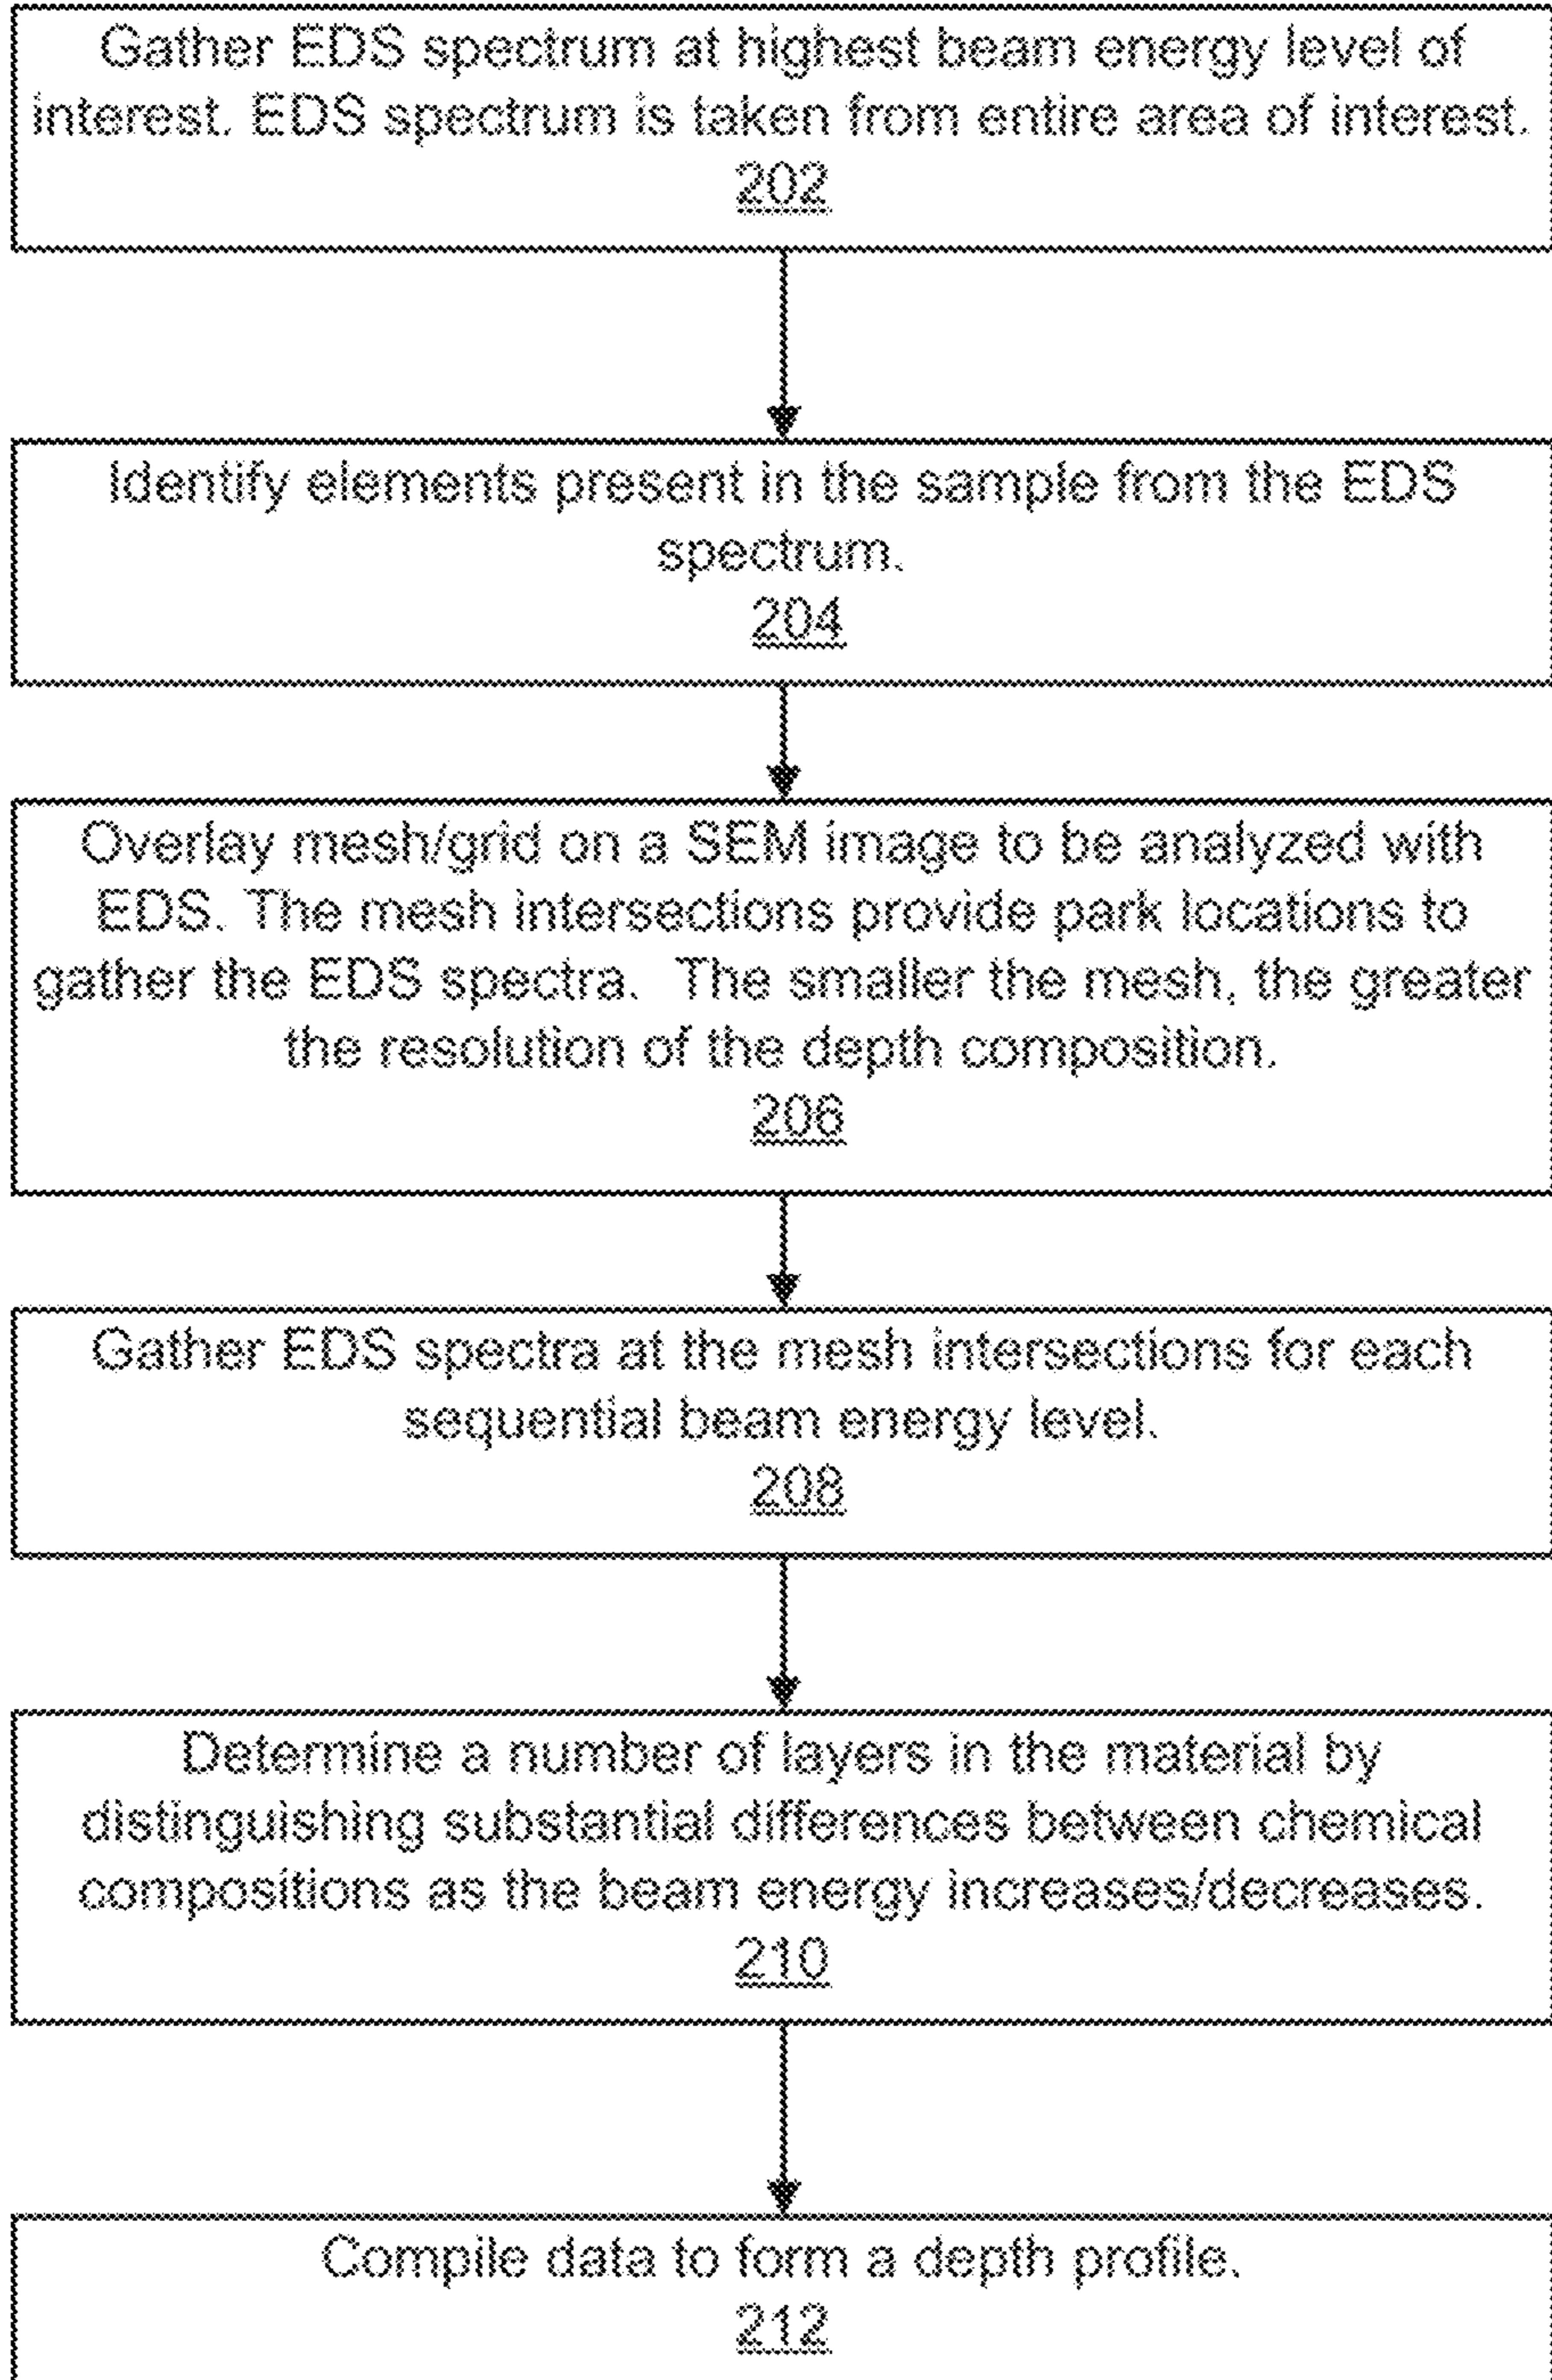 Gather EDS spectrum at highest beam energy level of
interest. EDS spectrum is taken from entire area of interest.
202
Identify elements present in the sample from the EDS
spectrum.
204
Overlay mesh/grid on a SEM image to be analyzed with
EDS. The mesh intersections provide park locations to
gather the EDS spectra. The smaller the mesh, the greater
the resolution of the depth composition.
206
Gather EDS spectra at the mesh intersections for each
sequential beam energy level.
208
Determine a number of layers in the material by
distinguishing substantial differences between chemical
compositions as the beam energy increases/decreases.
210
Compile data to form a depth profile.
212